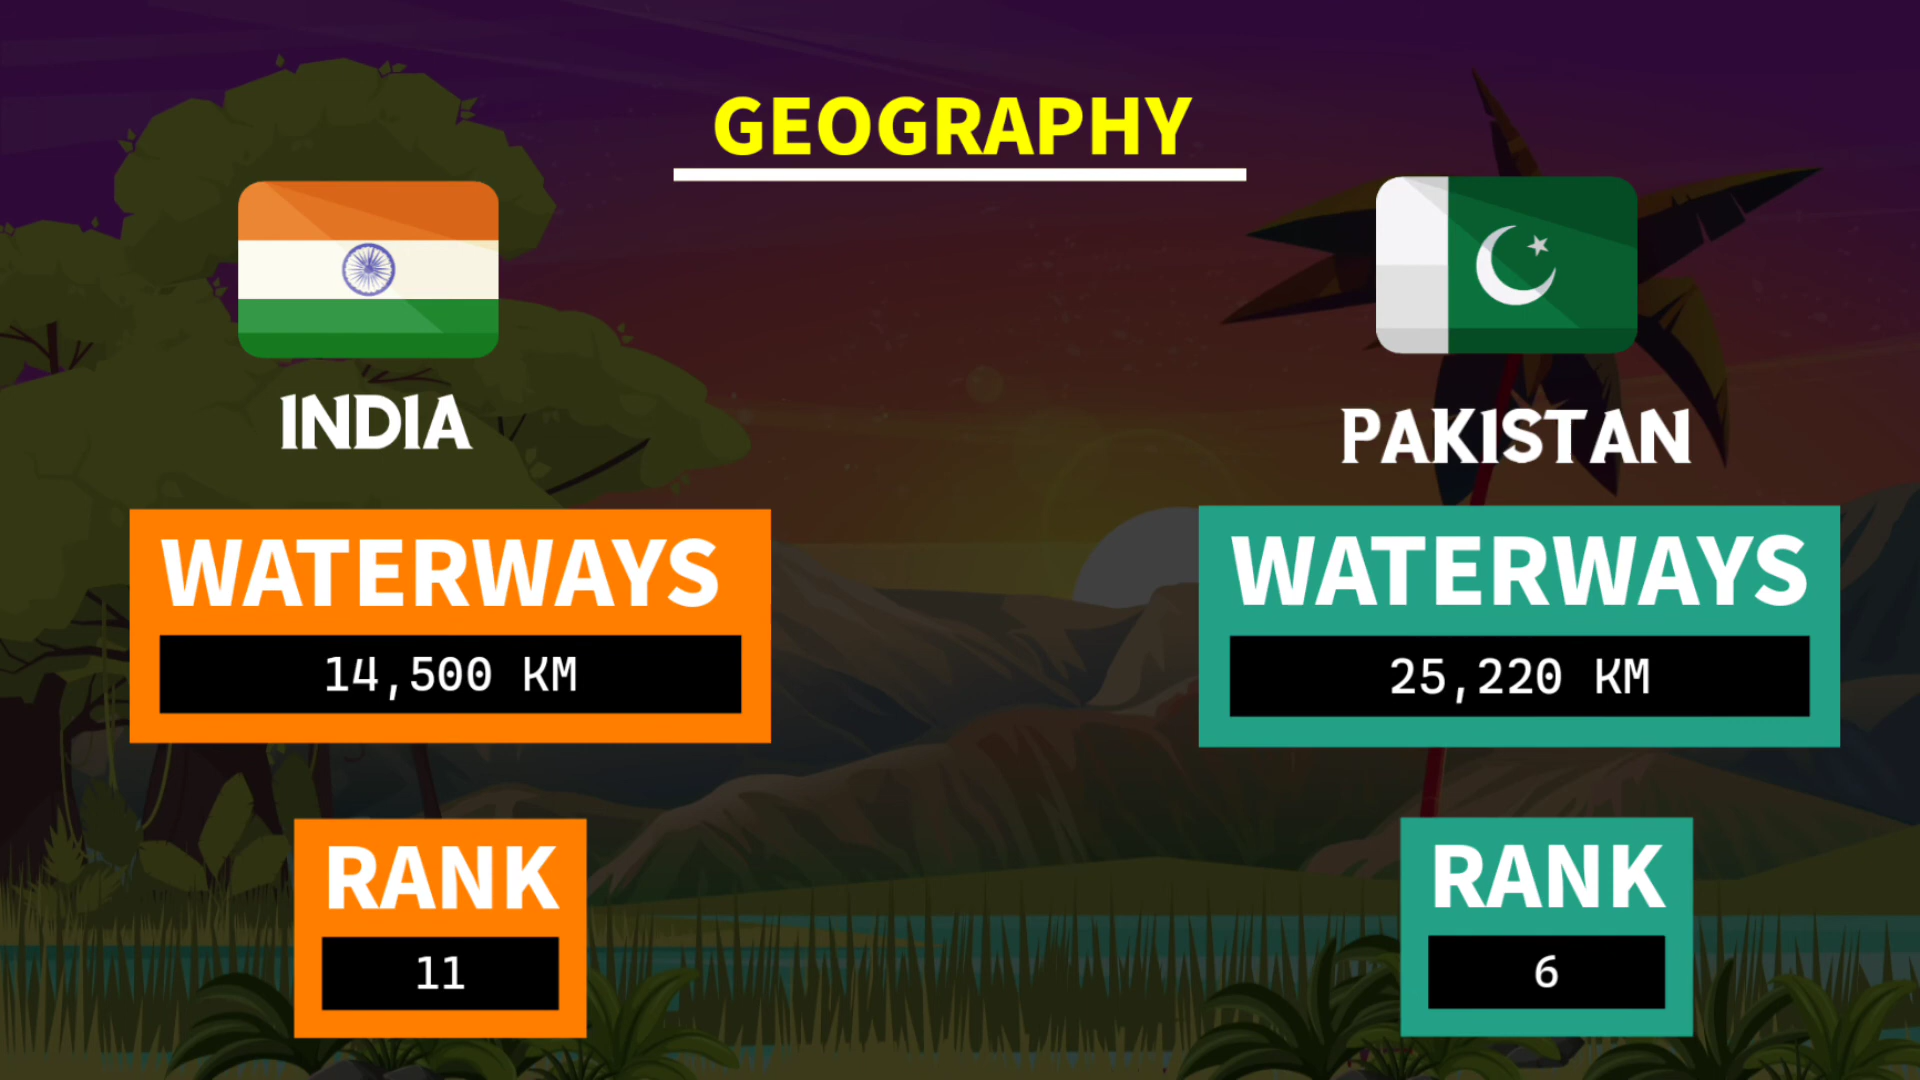 GEOGRAPHY
INDIA
WATERWAYS
14,500 KM
RANK
11
PAKISTAN
WATERWAYS
25,220 KM
RANK
6